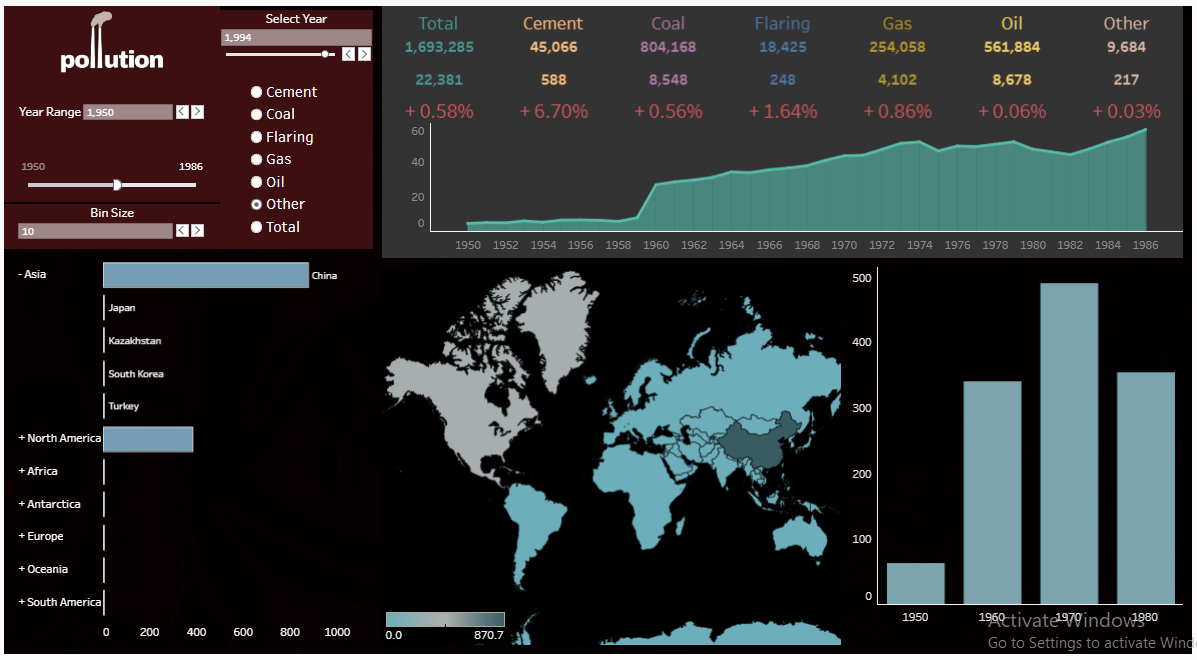 pollution
Select Year
1,994
< >
Year Range 1,950 < >
1950 1986
Bin Size
10 < >
Cement
Coal
Flaring
Gas
Oil
Other
Total
Total Cement Coal Flaring Gas Oil Other
1,693,285 45,066 804,168 18,425 254,058 561,884 9,684
22,381 588 8,548 248 4,102 8,678 217
+ 0.58% + 6.70% + 0.56% + 1.64% + 0.86% + 0.06% + 0.03%
60
40
20
0
1950 1952 1954 1956 1958 1960 1962 1964 1966 1968 1970 1972 1974 1976 1978 1980 1982 1984 1986
- Asia
China
Japan
Kazakhstan
South Korea
Turkey
+ North America
+ Africa
+ Antarctica
+ Europe
+ Oceania
+ South America
0 200 400 600 800 1000
0.0 870.7
500
400
300
200
100
0
1950 1960 1970 1980
Activate Windows
Go to Settings to activate Winc